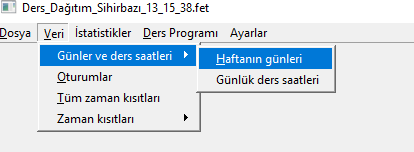 Ders_Dağıtım_Sihirbazı_13_15_38.fet
Dosya Veri İstatistikler Ders Programı Ayarlar
Günler ve ders saatleri
Haftanın günleri
Oturumlar
Günlük ders saatleri
Tüm zaman kısıtları
Zaman kısıtları